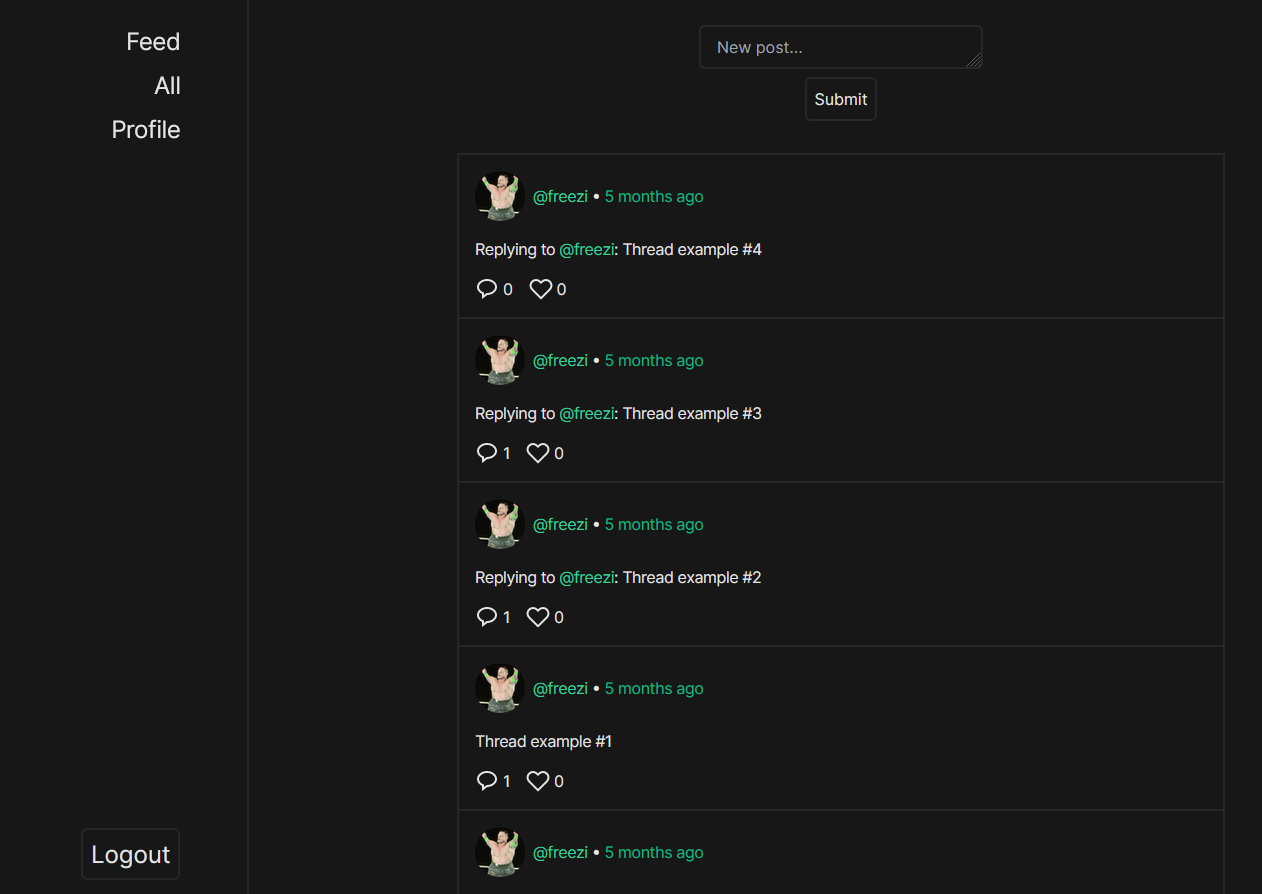 Feed
All
Profile
Logout
New post...
Submit
@freezi • 5 months ago
Replying to @freezi: Thread example #4
0 0
@freezi • 5 months ago
Replying to @freezi: Thread example #3
1 0
@freezi • 5 months ago
Replying to @freezi: Thread example #2
1 0
@freezi • 5 months ago
Thread example #1
1 0
@freezi • 5 months ago